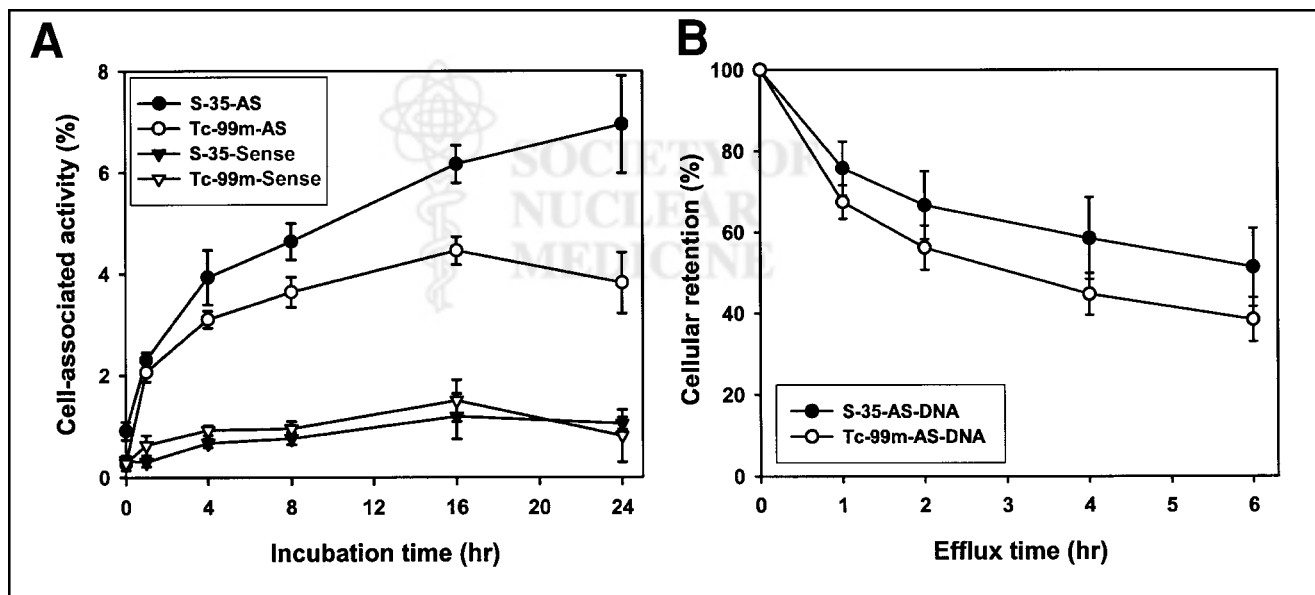 A
Cell-associated activity (%)
8
6
4
2
0
S-35-AS
Tc-99m-AS
S-35-Sense
Tc-99m-Sense
0 4 8 12 16 20 24
Incubation time (hr)
SOCIETY OF
NUCLEAR
MEDICINE
B
Cellular retention (%)
100
80
60
40
20
0
S-35-AS-DNA
Tc-99m-AS-DNA
0 1 2 3 4 5 6
Efflux time (hr)